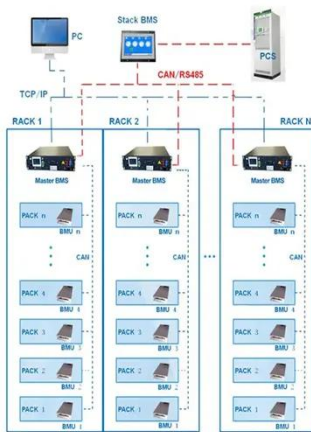 PC
Stack BMS
PCS
CAN/RS485
TCP/IP
RACK 1
RACK 2
RACK N
Master BMS
Master BMS
Master BMS
PACK n
BMU n
PACK n
BMU n
PACK n
BMU n
CAN
CAN
CAN
PACK 4
BMU 4
PACK 4
BMU 4
PACK 4
BMU 4
PACK 3
BMU 3
PACK 3
BMU 3
PACK 3
BMU 3
PACK 2
BMU 2
PACK 2
BMU 2
PACK 2
BMU 2
PACK 1
BMU 1
PACK 1
BMU 1
PACK 1
BMU 1